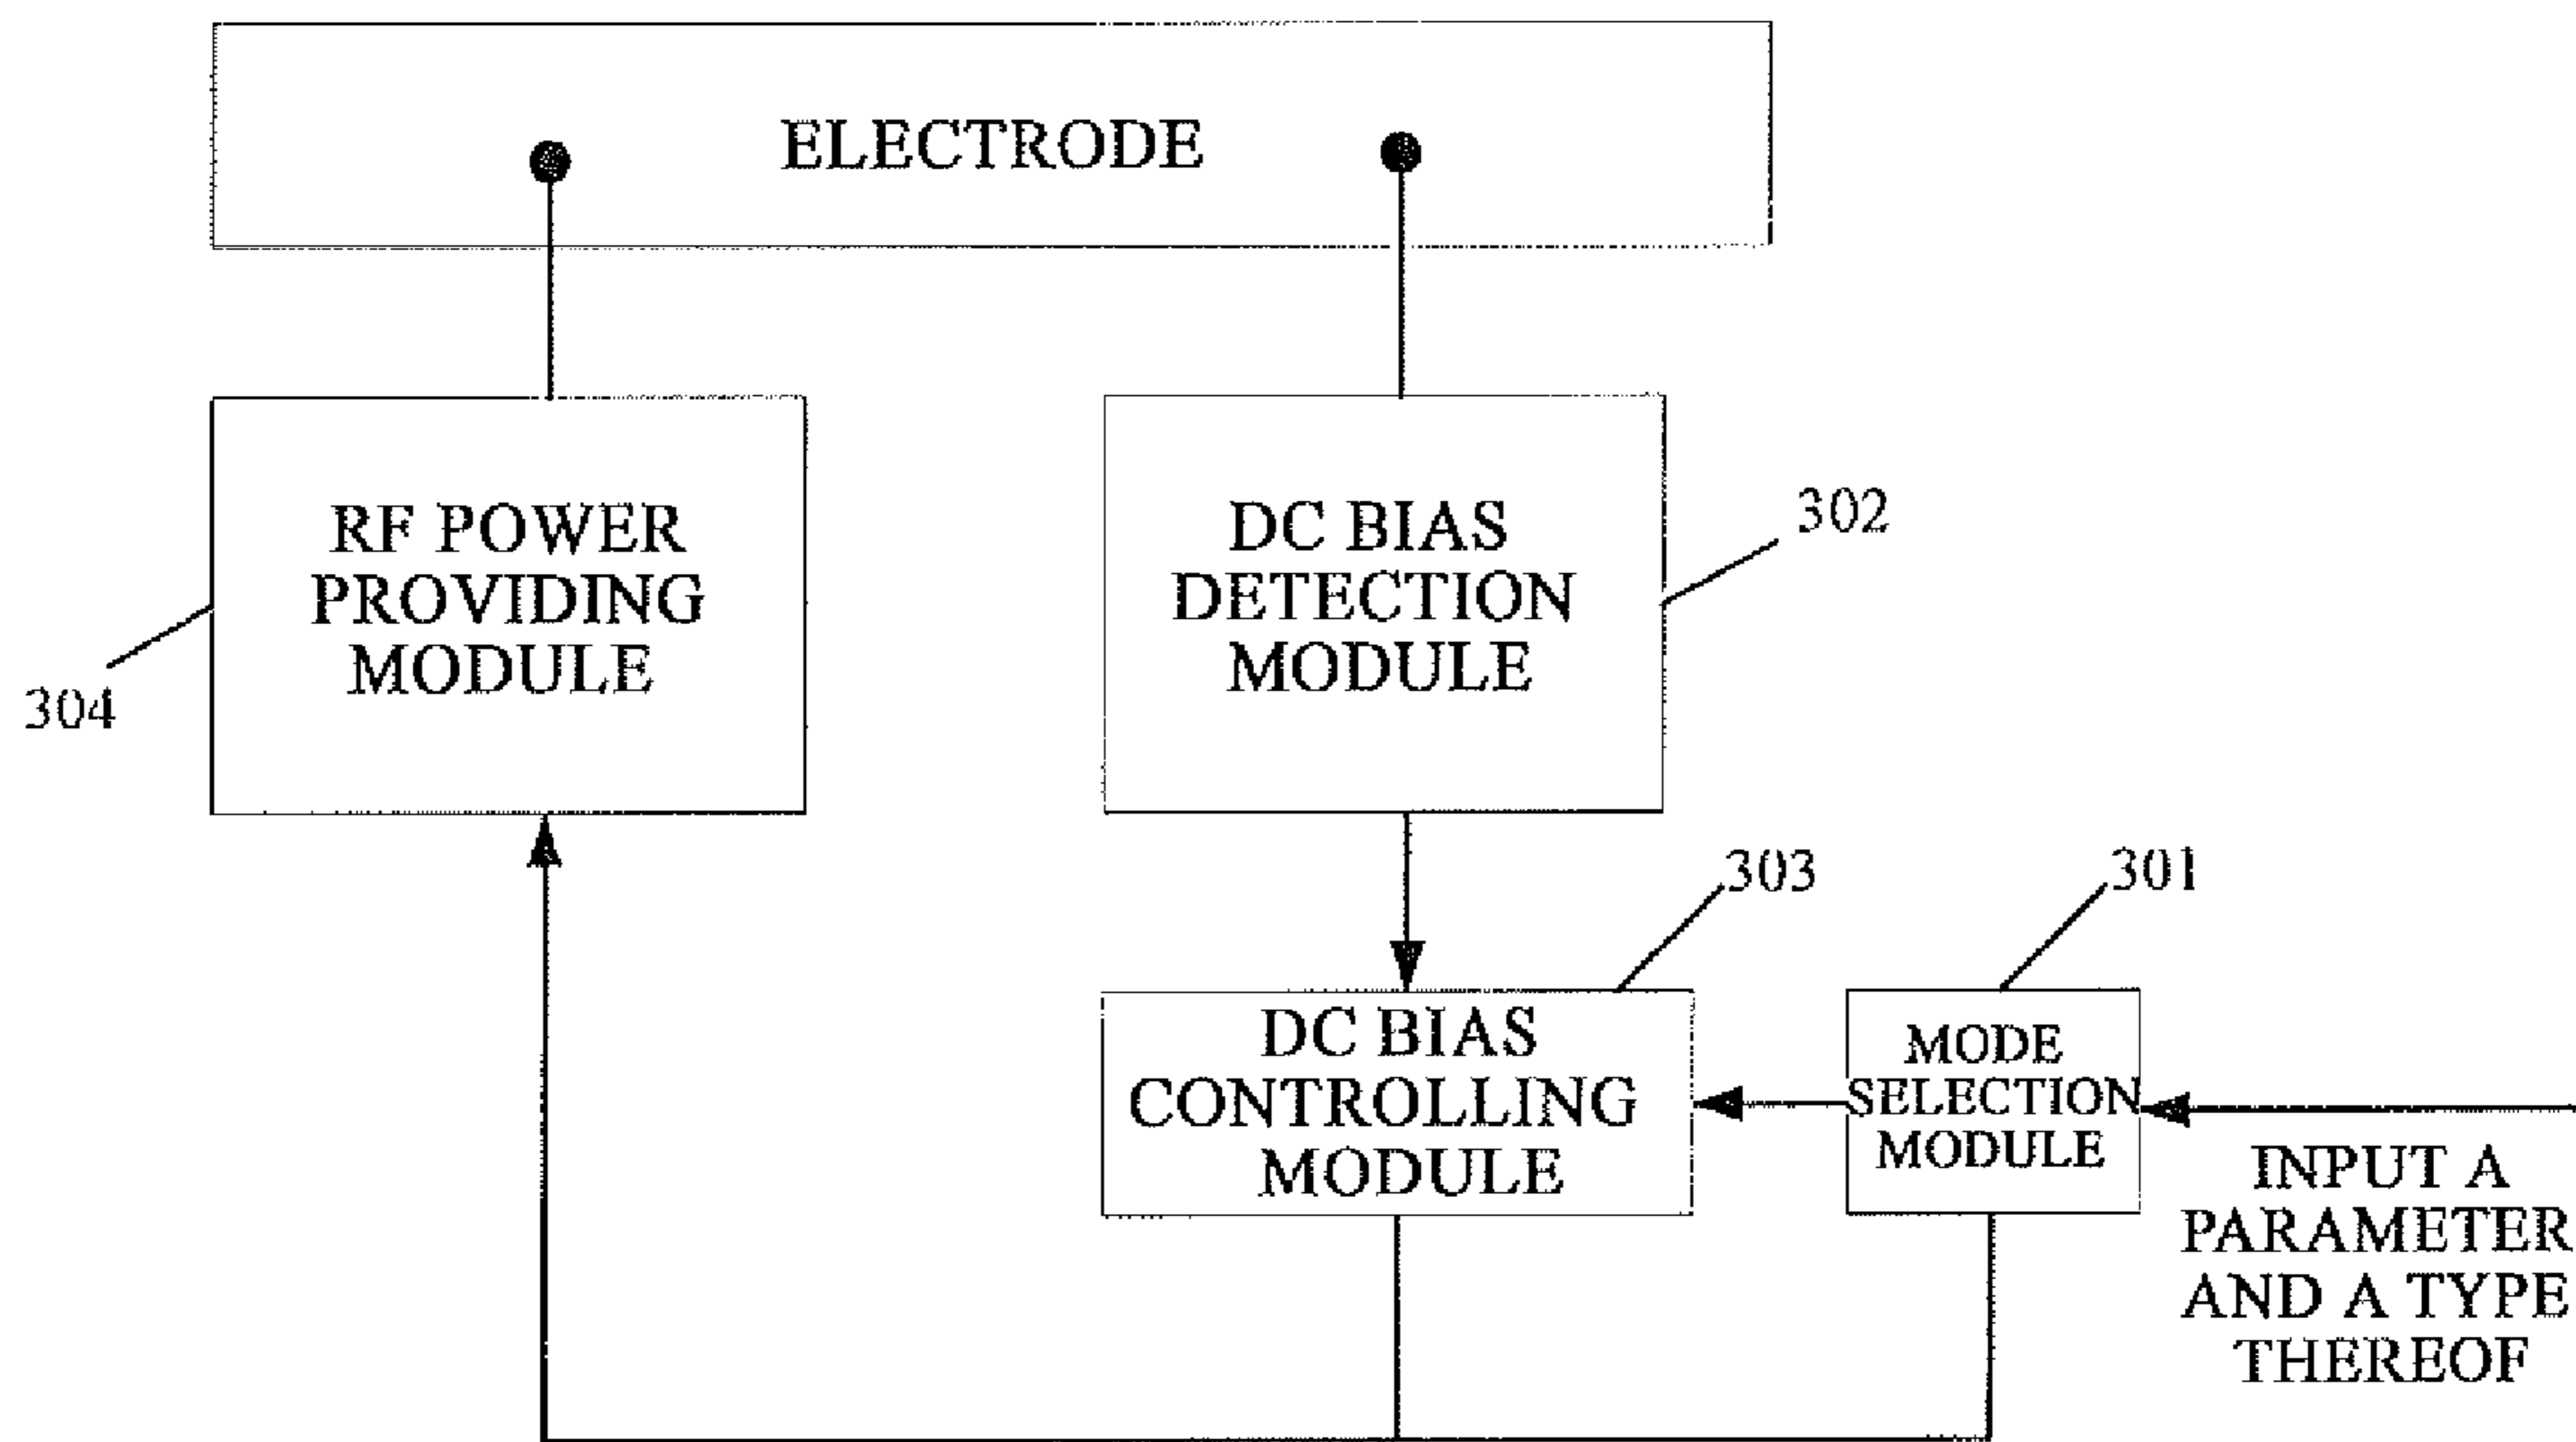 ELECTRODE
RF POWER
PROVIDING
MODULE
304
DC BIAS
DETECTION
MODULE
302
303
301
DC BIAS
CONTROLLING
MODULE
MODE
SELECTION
MODULE
INPUT A
PARAMETER
AND A TYPE
THEREOF